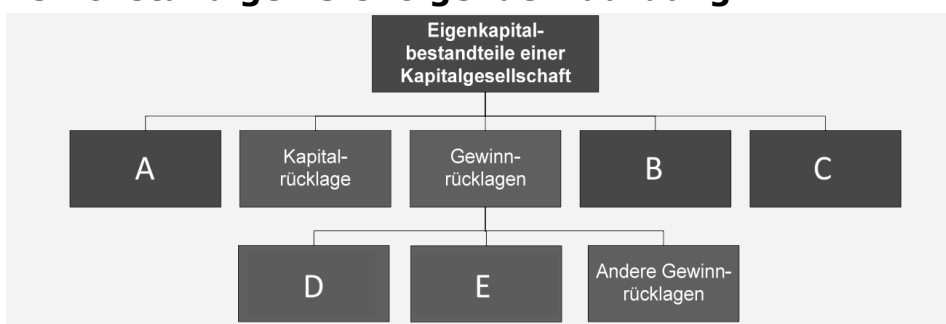 Eigenkapital-
bestandteile einer
Kapitalgesellschaft
A
Kapital-
rücklage
Gewinn-
rücklagen
B
C
D
E
Andere Gewinn-
rücklagen